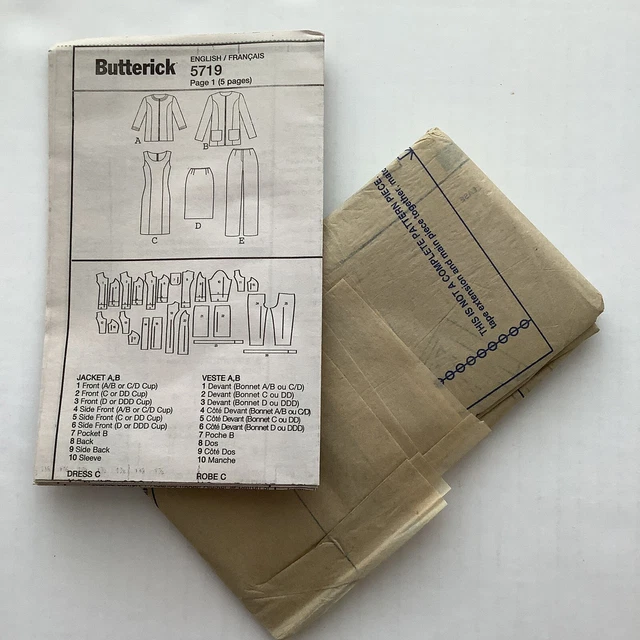 Butterick
ENGLISH / FRANÇAIS
5719
Page 1 (5 pages)
A
B
C
D
E
JACKET A,B
1 Front (A/B or C/D Cup)
2 Front (C or DD Cup)
3 Front (D or DDD Cup)
4 Side Front (A/B or C/D Cup)
5 Side Front (C or DD Cup)
6 Side Front (D or DDD Cup)
7 Pocket B
8 Back
9 Side Back
10 Sleeve
DRESS C
VESTE A,B
1 Devant (Bonnet A/B ou C/D)
2 Devant (Bonnet C ou DD)
3 Devant (Bonnet D ou DDD)
4 Côté Devant (Bonnet A/B ou C/D)
5 Côté Devant (Bonnet C ou DD)
6 Côté Devant (Bonnet D ou DDD)
7 Poche B
8 Dos
9 Côté Dos
10 Manche
ROBE C
THIS IS NOT A COMPLETE PATTERN PIECE,
tape extension and main piece together,